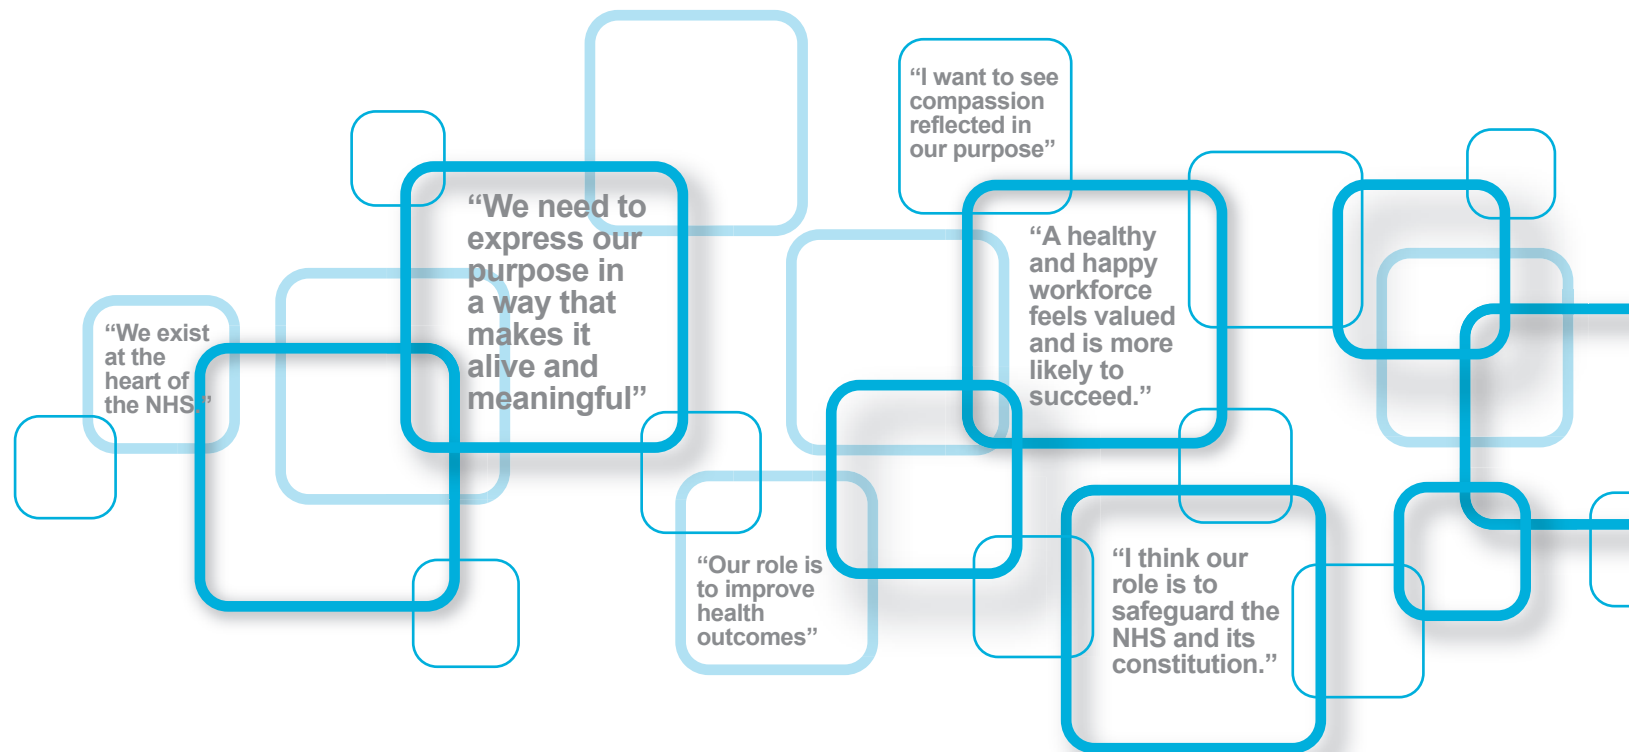 “We exist
at the
heart of
the NHS.”
“We need to
express our
purpose in
a way that
makes it
alive and
meaningful”
“Our role is
to improve
health
outcomes”
“I want to see
compassion
reflected in
our purpose”
“A healthy
and happy
workforce
feels valued
and is more
likely to
succeed.”
“I think our
role is to
safeguard the
NHS and its
constitution.”